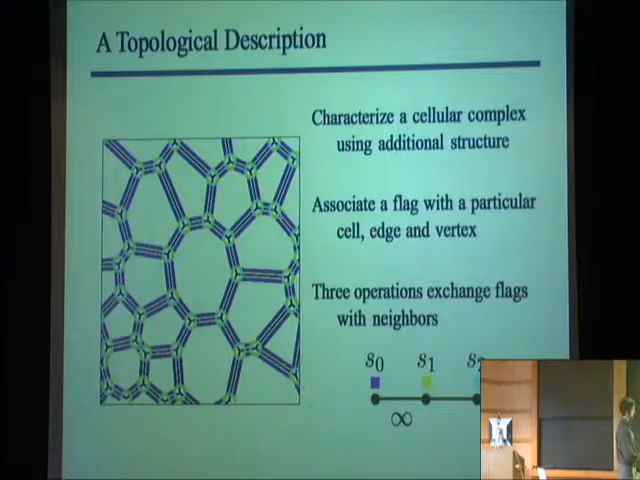 A Topological Description
Characterize a cellular complex
using additional structure
Associate a flag with a particular
cell, edge and vertex
Three operations exchange flags
with neighbors
s0 s1
∞